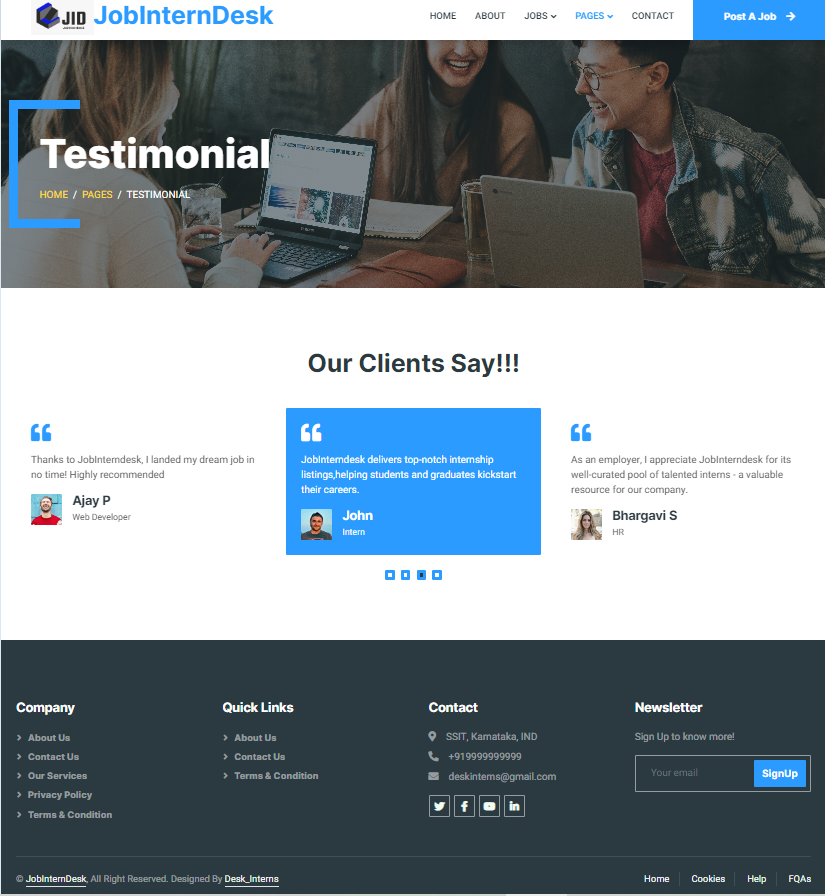 JID JobInternDesk
HOME ABOUT JOBS PAGES CONTACT Post A Job
Testimonial
HOME / PAGES / TESTIMONIAL
Our Clients Say!!!
Thanks to JobInterndesk, I landed my dream job in
no time! Highly recommended
Ajay P
Web Developer
JobInterndesk delivers top-notch internship
listings,helping students and graduates kickstart
their careers.
John
Intern
As an employer, I appreciate JobInterndesk for its
well-curated pool of talented interns - a valuable
resource for our company.
Bhargavi S
HR
Company
About Us
Contact Us
Our Services
Privacy Policy
Terms & Condition
Quick Links
About Us
Contact Us
Terms & Condition
Contact
SSIT, Karnataka, IND
+919999999999
deskinterns@gmail.com
Newsletter
Sign Up to know more!
Your email SignUp
© JobInternDesk, All Right Reserved. Designed By Desk_Interns
Home Cookies Help FQAs